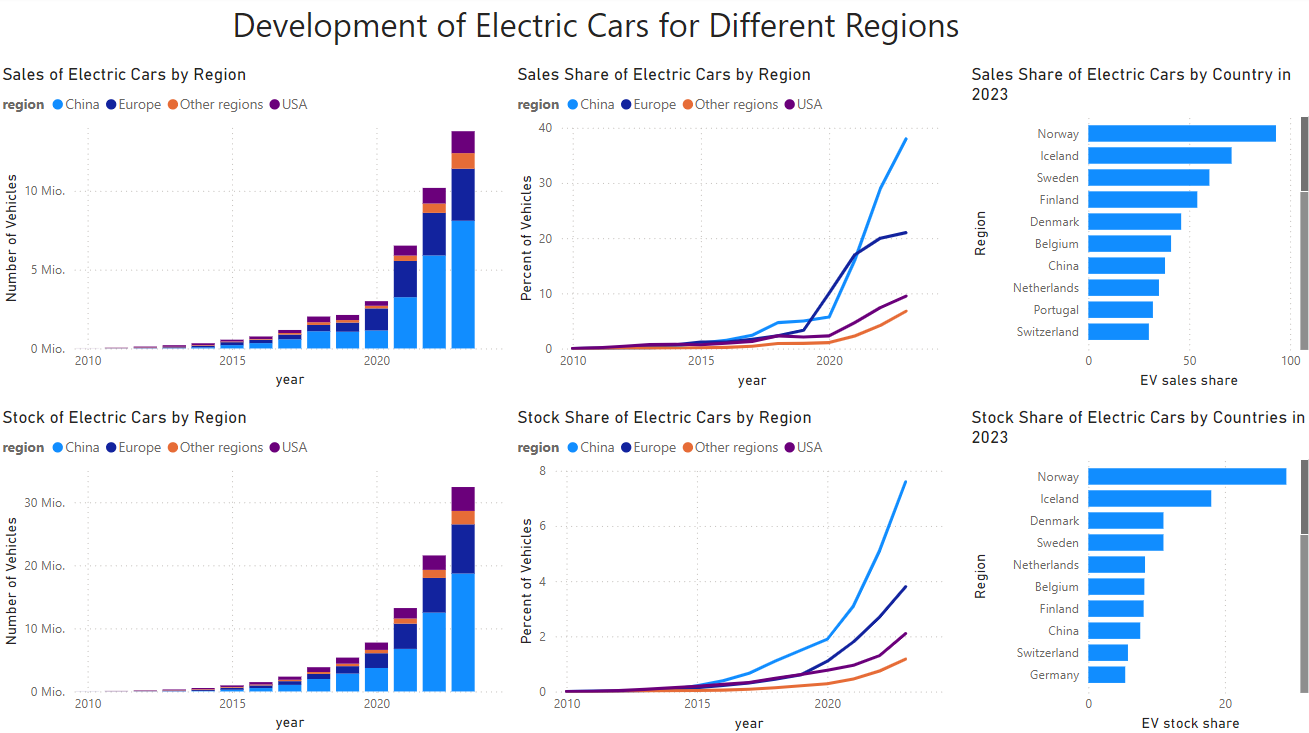 Development of Electric Cars for Different Regions
Sales of Electric Cars by Region
region China Europe Other regions USA
Number of Vehicles
10 Mio.
5 Mio.
0 Mio.
2010 2015 2020
year
Sales Share of Electric Cars by Region
region China Europe Other regions USA
Percent of Vehicles
40
30
20
10
0
2010 2015 2020
year
Sales Share of Electric Cars by Country in
2023
Region
Norway
Iceland
Sweden
Finland
Denmark
Belgium
China
Netherlands
Portugal
Switzerland
0 50 100
EV sales share
Stock of Electric Cars by Region
region China Europe Other regions USA
Number of Vehicles
30 Mio.
20 Mio.
10 Mio.
0 Mio.
2010 2015 2020
year
Stock Share of Electric Cars by Region
region China Europe Other regions USA
Percent of Vehicles
8
6
4
2
0
2010 2015 2020
year
Stock Share of Electric Cars by Countries in
2023
Region
Norway
Iceland
Denmark
Sweden
Netherlands
Belgium
Finland
China
Switzerland
Germany
0 20
EV stock share